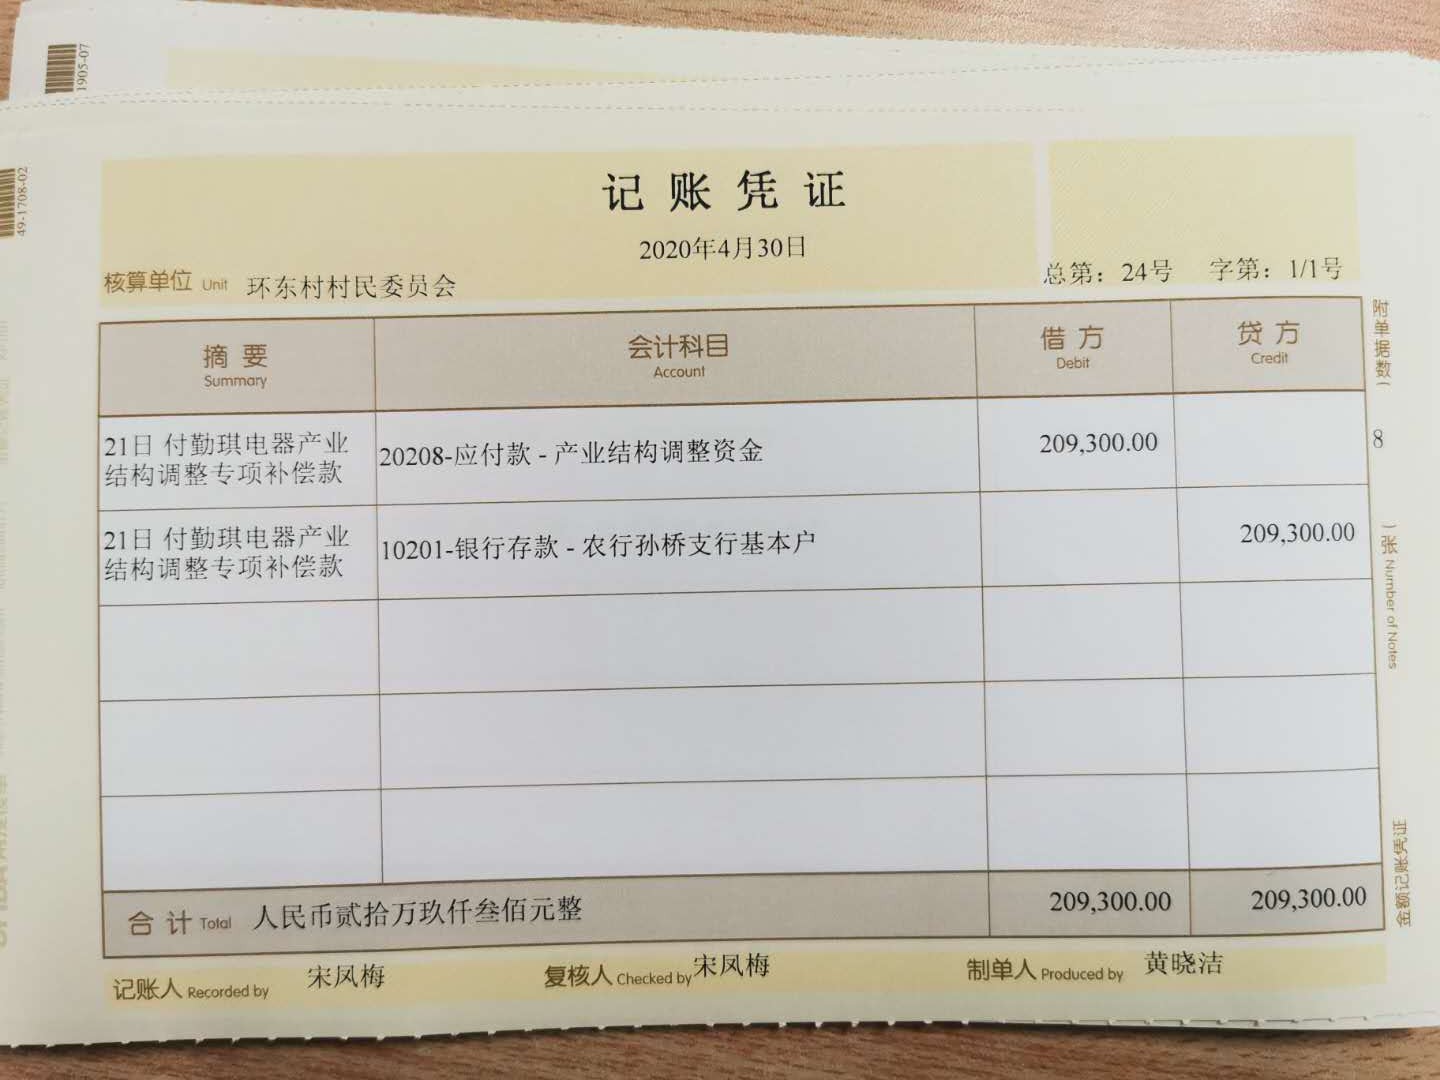 1905-07
49-1708-02
记账凭证
2020年4月30日
核算单位 Unit 环东村村民委员会
总第：24号 字第：1/1号
摘要 会计科目 借方 贷方
Summary Account Debit Credit
21日 付勤琪电器产业
结构调整专项补偿款
20208-应付款 - 产业结构调整资金
209,300.00
21日 付勤琪电器产业
结构调整专项补偿款
10201-银行存款 - 农行孙桥支行基本户
209,300.00
合计 Total 人民币贰拾万玖仟叁佰元整 209,300.00 209,300.00
记账人 Recorded by 宋凤梅 复核人 Checked by 宋凤梅 制单人 Produced by 黄晓洁
附单据数（ 8 ）张 Number of Notes
金额记账凭证